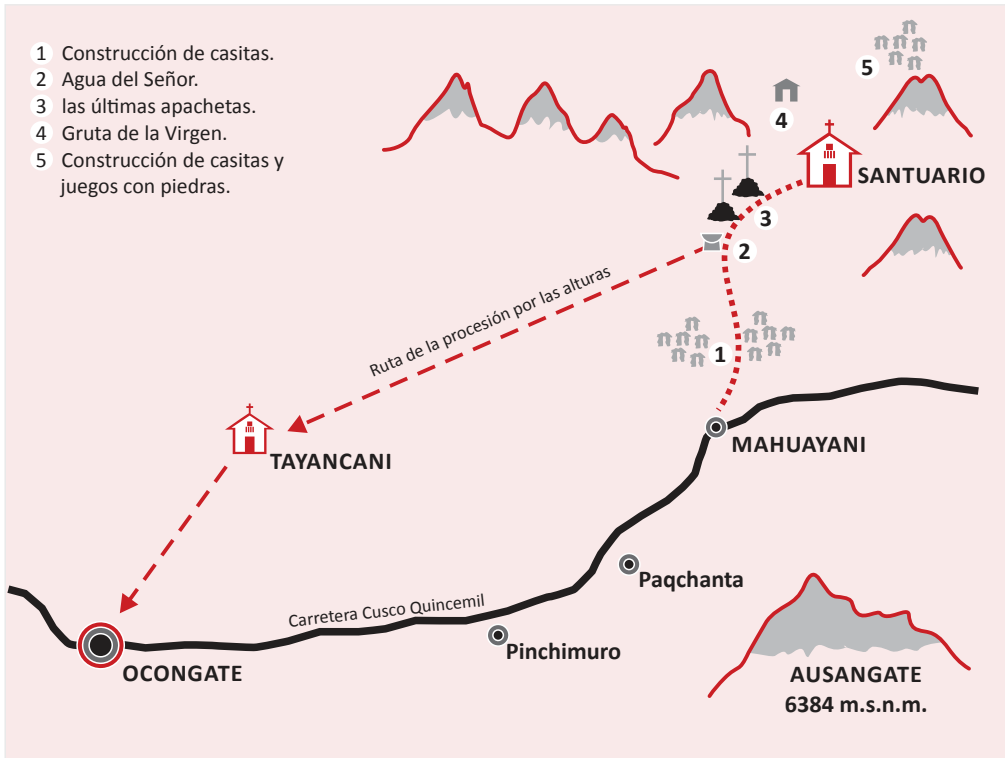 1 Construcción de casitas.
2 Agua del Señor.
3 las últimas apachetas.
4 Gruta de la Virgen.
5 Construcción de casitas y
juegos con piedras.
5
4
SANTUARIO
3
2
Ruta de la procesión por las alturas
1
MAHUAYANI
TAYANCANI
Paqchanta
Carretera Cusco Quincemil
Pinchimuro
OCONGATE
AUSANGATE
6384 m.s.n.m.